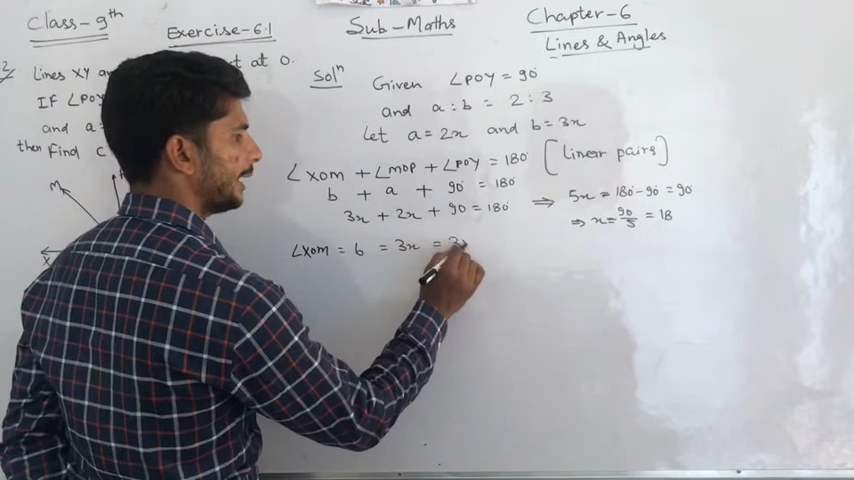 Class-9th
Exercise-6.1
Sub-Maths
Chapter-6
Lines & Angles
2 Lines XY at O.
IF ∠POY
and a:
then Find c
M
X
Solⁿ Given ∠POY = 90°
and a : b = 2 : 3
Let a = 2x and b = 3x
∠XOM + ∠MOP + ∠POY = 180° [Linear pairs]
b + a + 90° = 180°
3x + 2x + 90 = 180° ⇒ 5x = 180 - 90 = 90°
⇒ x = 90/5 = 18
∠XOM = b = 3x = 3x